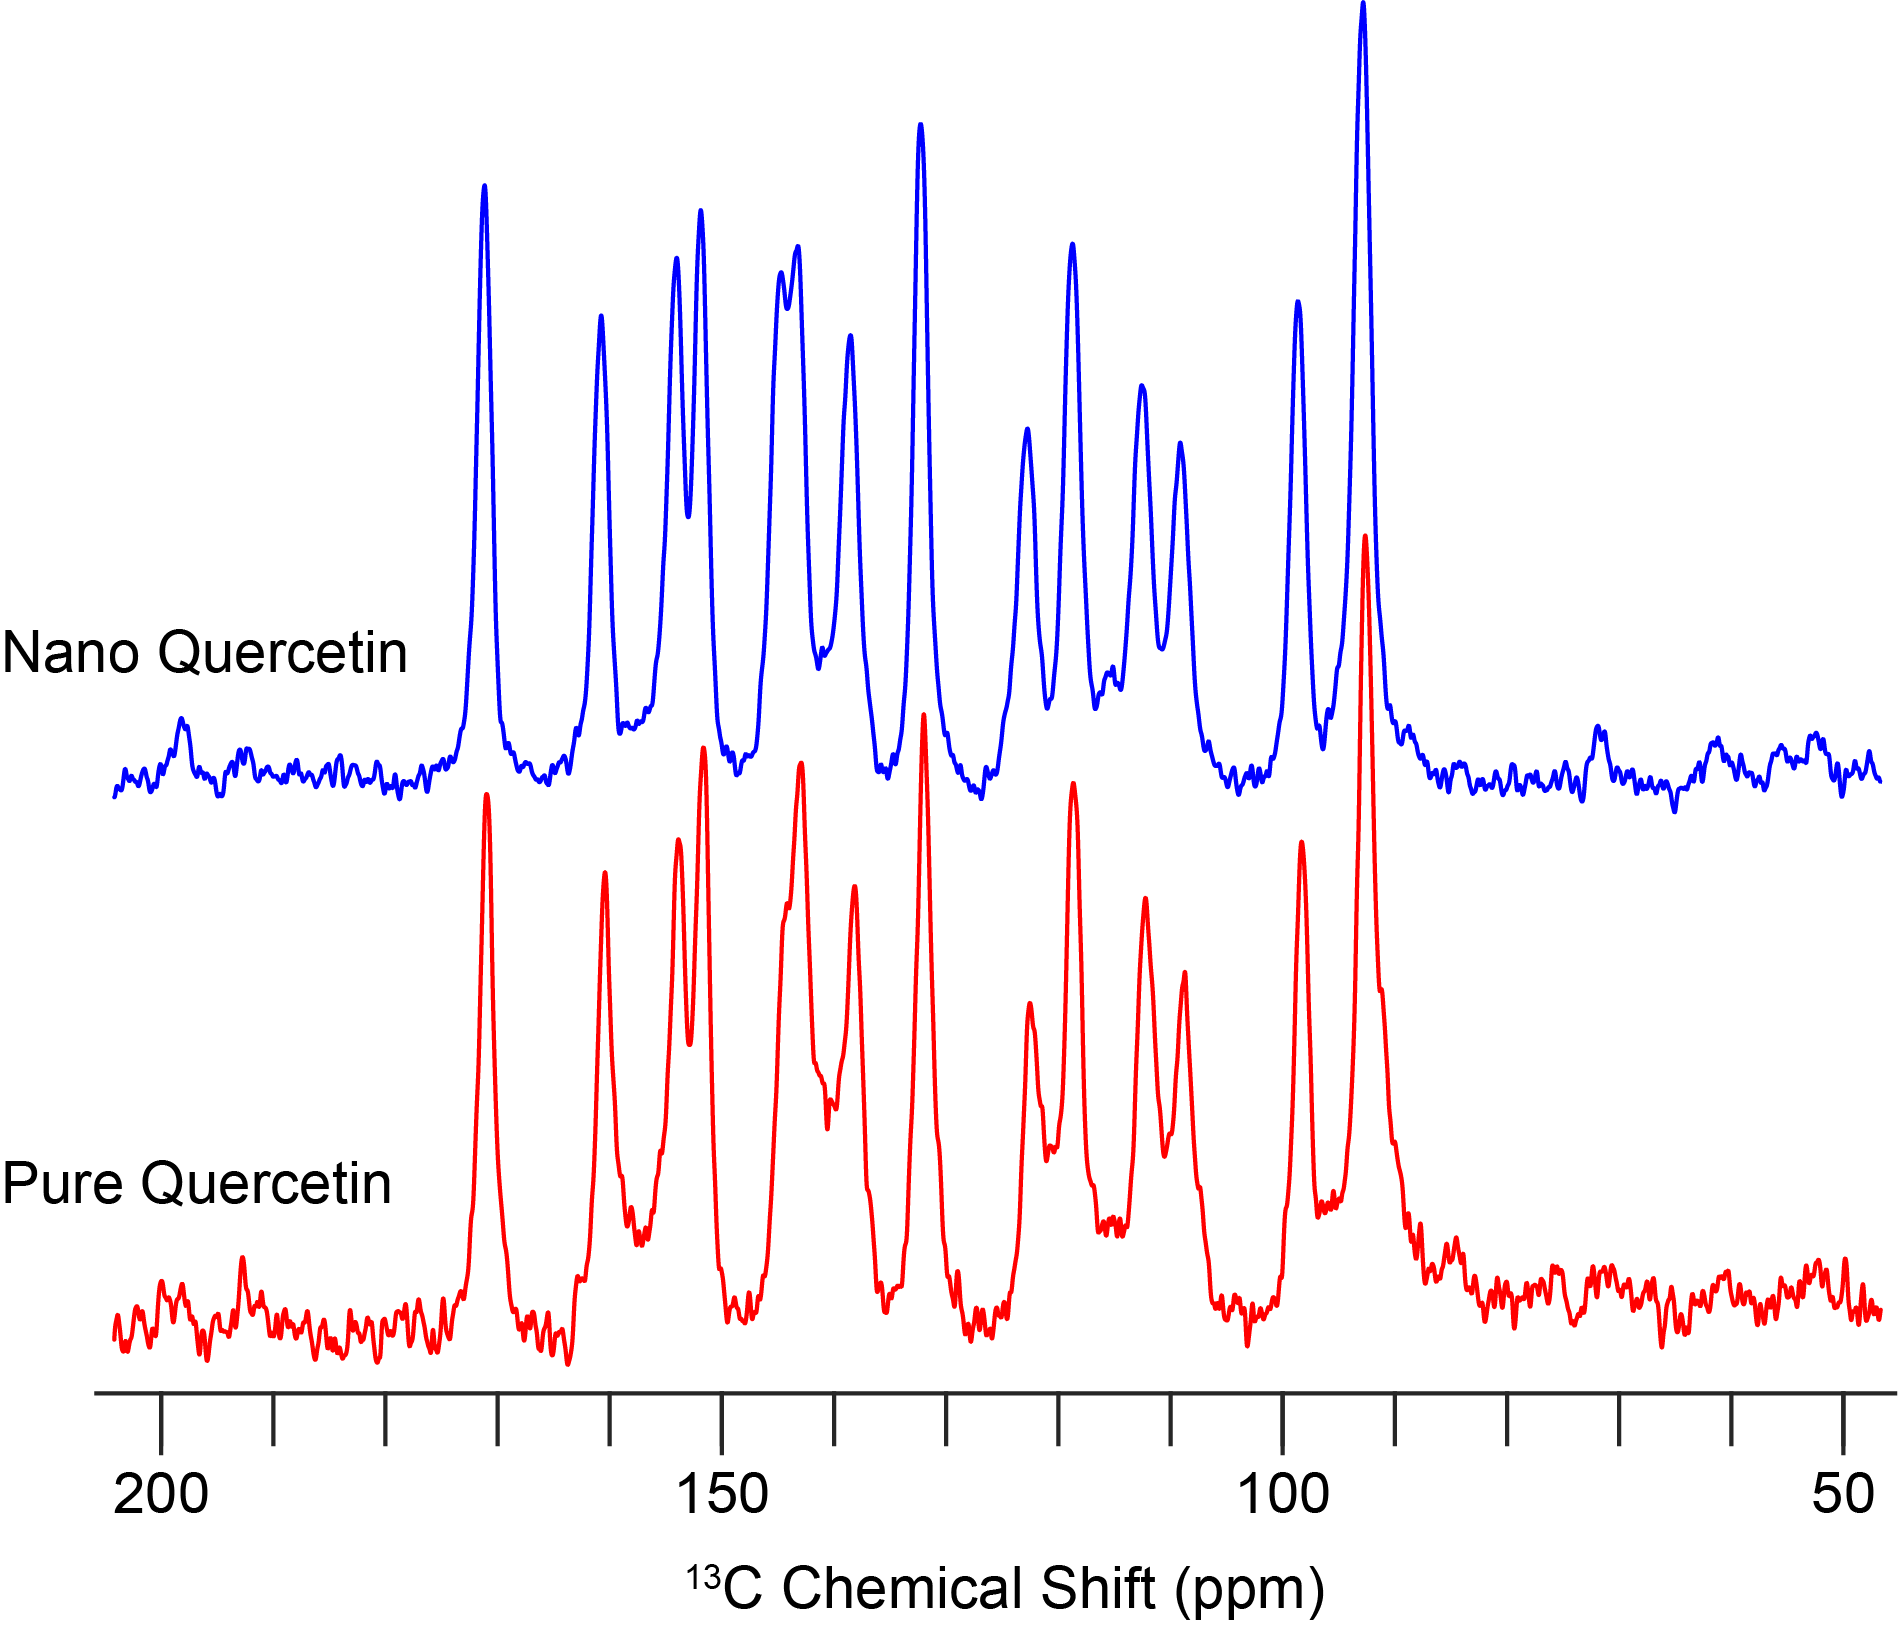 Nano Quercetin
Pure Quercetin
200 150 100 50
¹³C Chemical Shift (ppm)